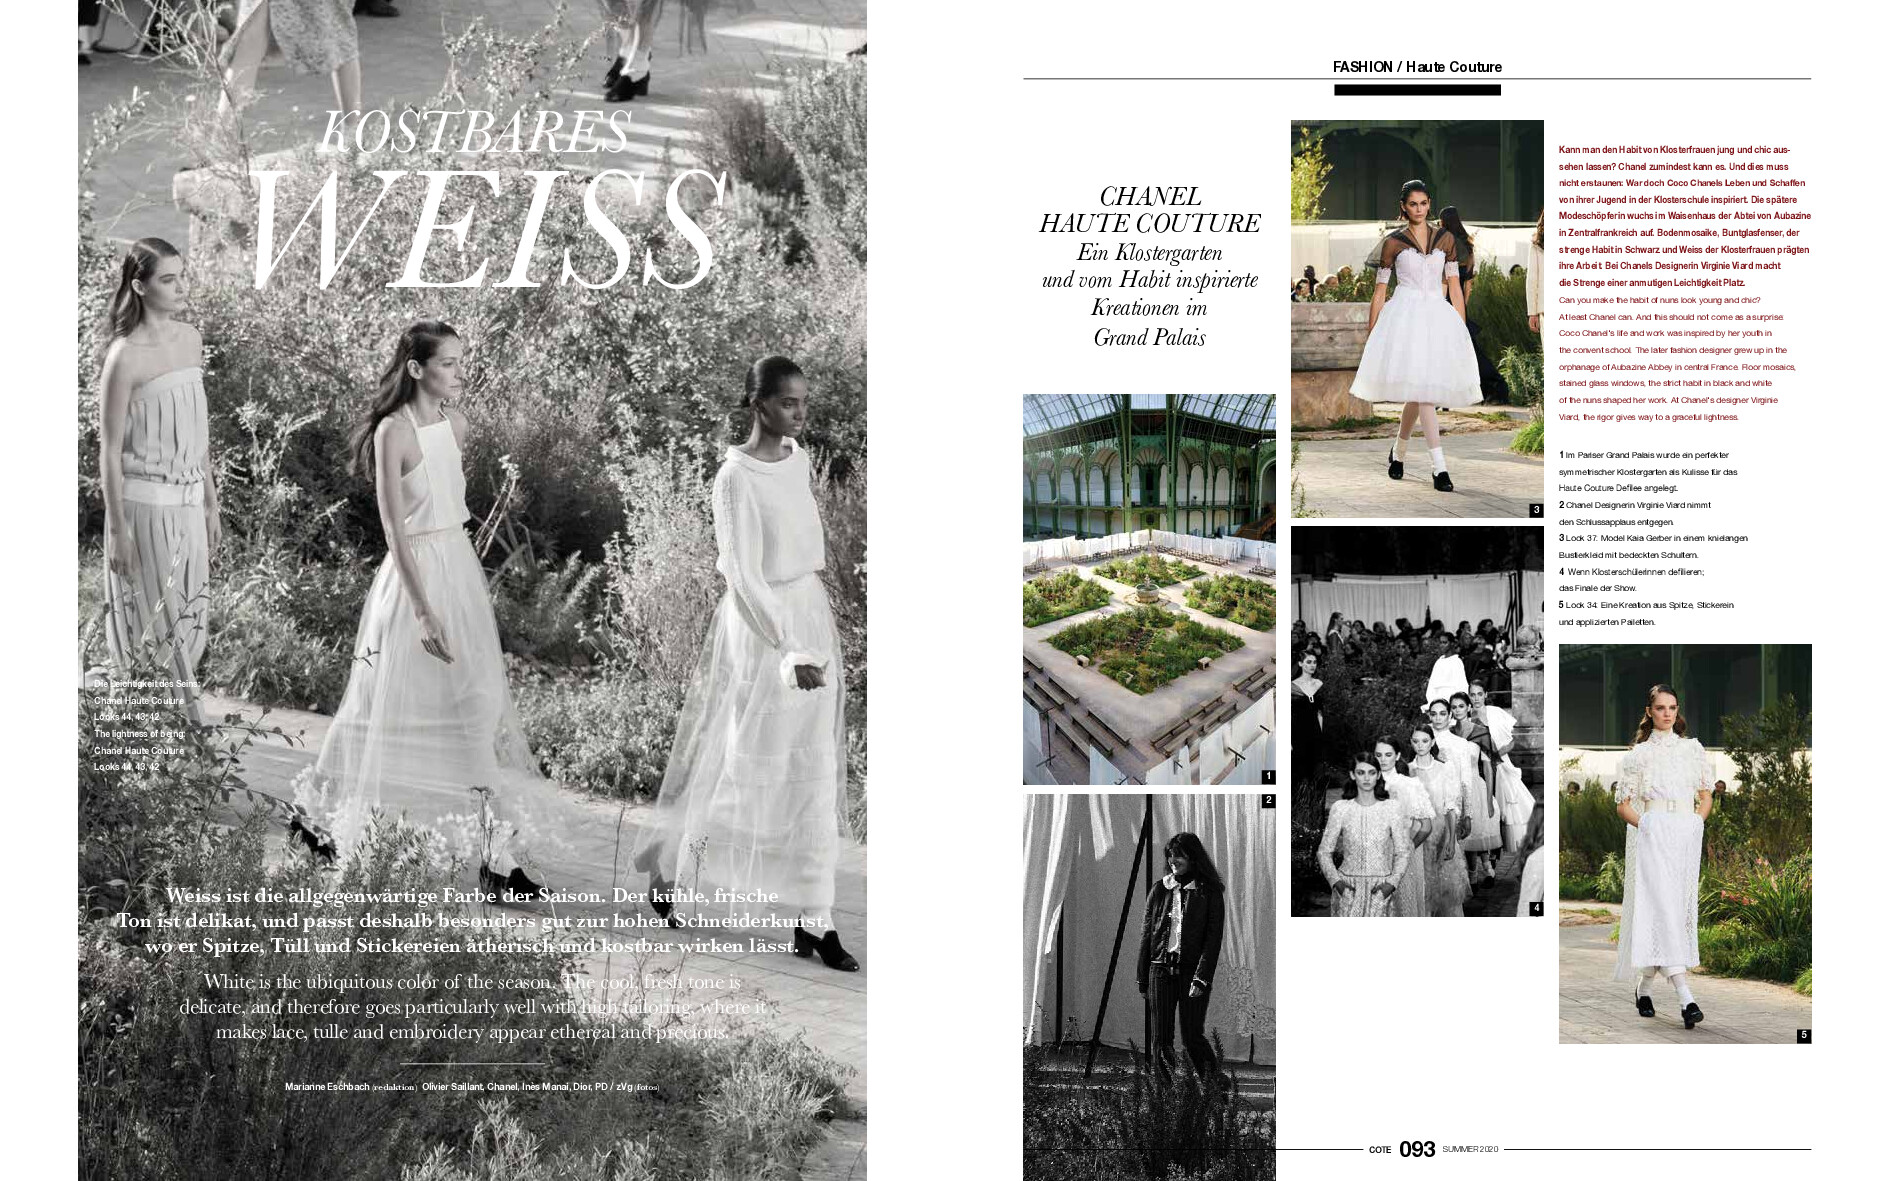 KOSTBARES
WEISS
Die Leichtigkeit des Seins:
Chanel Haute Couture
Looks 44, 43, 42
The lightness of being:
Chanel Haute Couture
Looks 44, 43, 42
Weiss ist die allgegenwärtige Farbe der Saison. Der kühle, frische
Ton ist delikat, und passt deshalb besonders gut zur hohen Schneiderkunst,
wo er Spitze, Tüll und Stickereien ätherisch und kostbar wirken lässt.
White is the ubiquitous color of the season. The cool, fresh tone is
delicate, and therefore goes particularly well with high tailoring, where it
makes lace, tulle and embroidery appear ethereal and precious.
Marianne Eschbach (redaktion) Olivier Saillant, Chanel, Inès Manai, Dior, PD / zVg (fotos)
FASHION / Haute Couture
CHANEL
HAUTE COUTURE
Ein Klostergarten
und vom Habit inspirierte
Kreationen im
Grand Palais
1
2
3
4
Kann man den Habit von Klosterfrauen jung und chic aus-
sehen lassen? Chanel zumindest kann es. Und dies muss
nicht erstaunen: War doch Coco Chanels Leben und Schaffen
von ihrer Jugend in der Klosterschule inspiriert. Die spätere
Modeschöpferin wuchs im Waisenhaus der Abtei von Aubazine
in Zentralfrankreich auf. Bodenmosaike, Buntglasfenser, der
strenge Habit in Schwarz und Weiss der Klosterfrauen prägten
ihre Arbeit. Bei Chanels Designerin Virginie Viard macht
die Strenge einer anmutigen Leichtigkeit Platz.
Can you make the habit of nuns look young and chic?
At least Chanel can. And this should not come as a surprise:
Coco Chanel's life and work was inspired by her youth in
the convent school. The later fashion designer grew up in the
orphanage of Aubazine Abbey in central France. Floor mosaics,
stained glass windows, the strict habit in black and white
of the nuns shaped her work. At Chanel's designer Virginie
Viard, the rigor gives way to a graceful lightness.
1 Im Pariser Grand Palais wurde ein perfekter
symmetrischer Klostergarten als Kulisse für das
Haute Couture Defilee angelegt.
2 Chanel Designerin Virginie Viard nimmt
den Schlussapplaus entgegen.
3 Look 37: Model Kaia Gerber in einem knielangen
Bustierkleid mit bedeckten Schultern.
4 Wenn Klosterschülerinnen defilieren;
das Finale der Show.
5 Look 34: Eine Kreation aus Spitze, Stickerein
und applizierten Pailetten.
5
COTE 093 SUMMER 2020